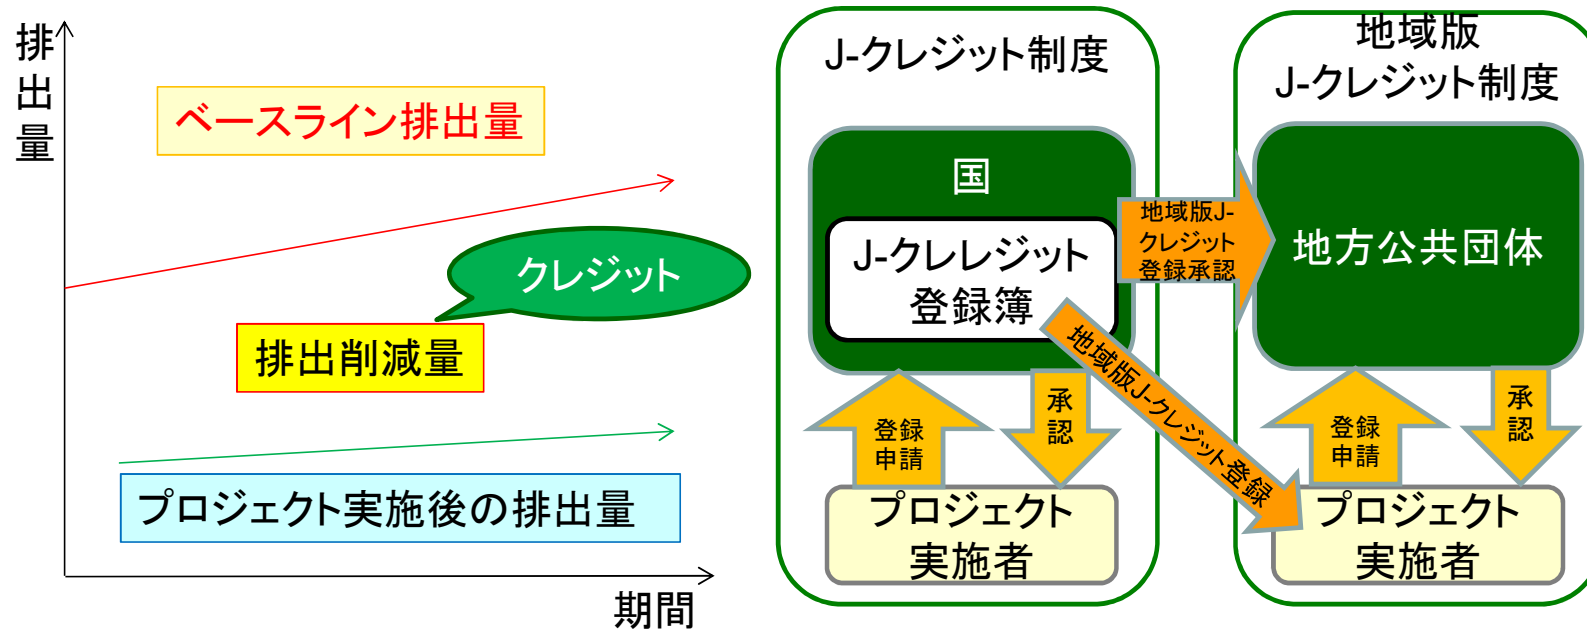 排
出
量
ベースライン排出量
クレジット
排出削減量
プロジェクト実施後の排出量
期間
J-クレジット制度
国
J-クレレジット
登録簿
登録
申請
承
認
プロジェクト
実施者
地域版J-
クレジット
登録承認
地域版J-クレジット登録
地域版
J-クレジット制度
地方公共団体
登録
申請
承
認
プロジェクト
実施者